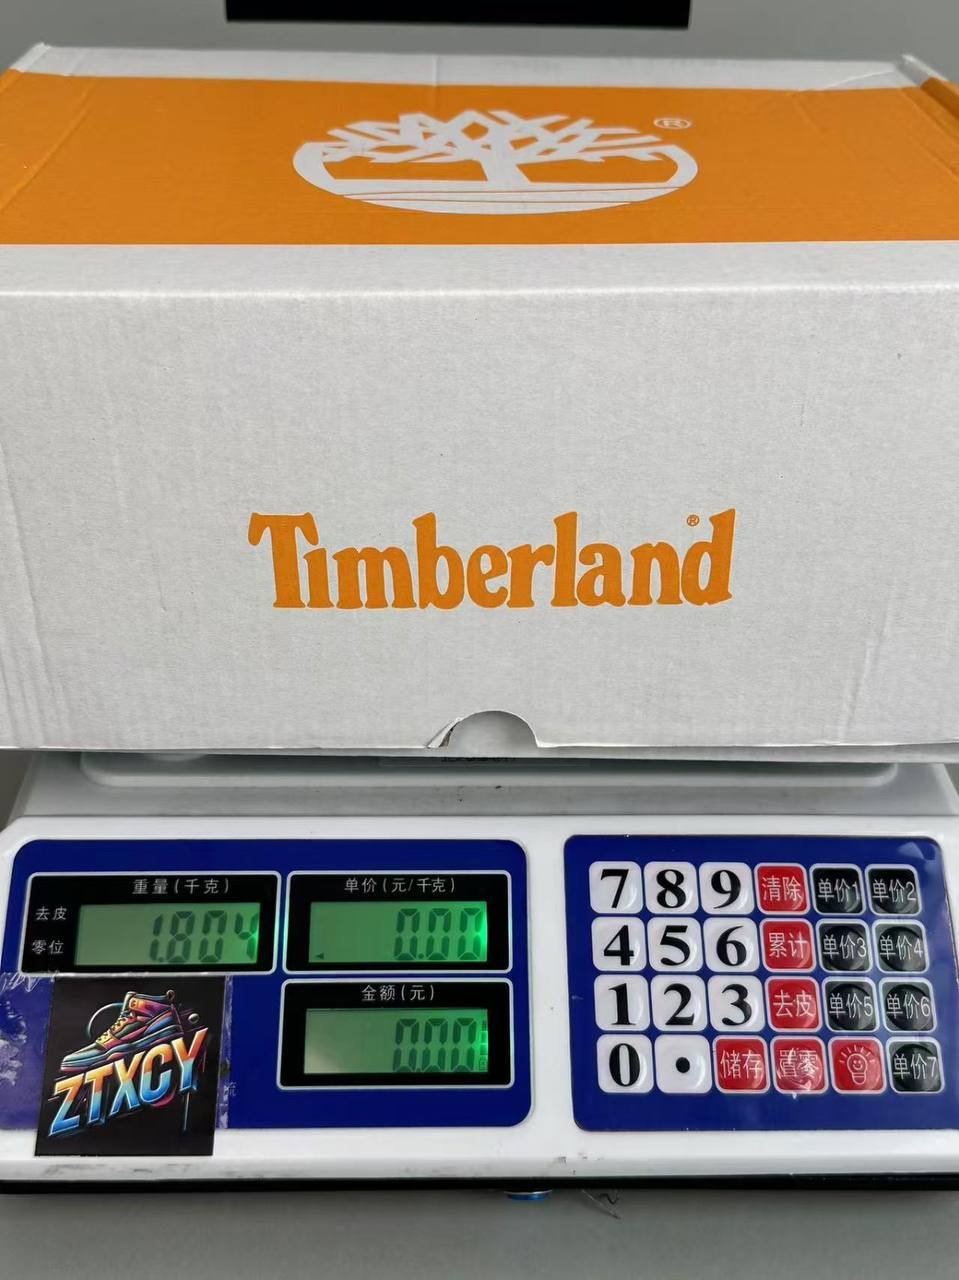 ®
Timberland®
重量(千克)
去皮
零位
1.804
单价(元/千克)
0.00
金额(元)
0.00
ZTXCY
7 8 9 清除 单价1 单价2
4 5 6 累计 单价3 单价4
1 2 3 去皮 单价5 单价6
0 • 储存 置零 单价7